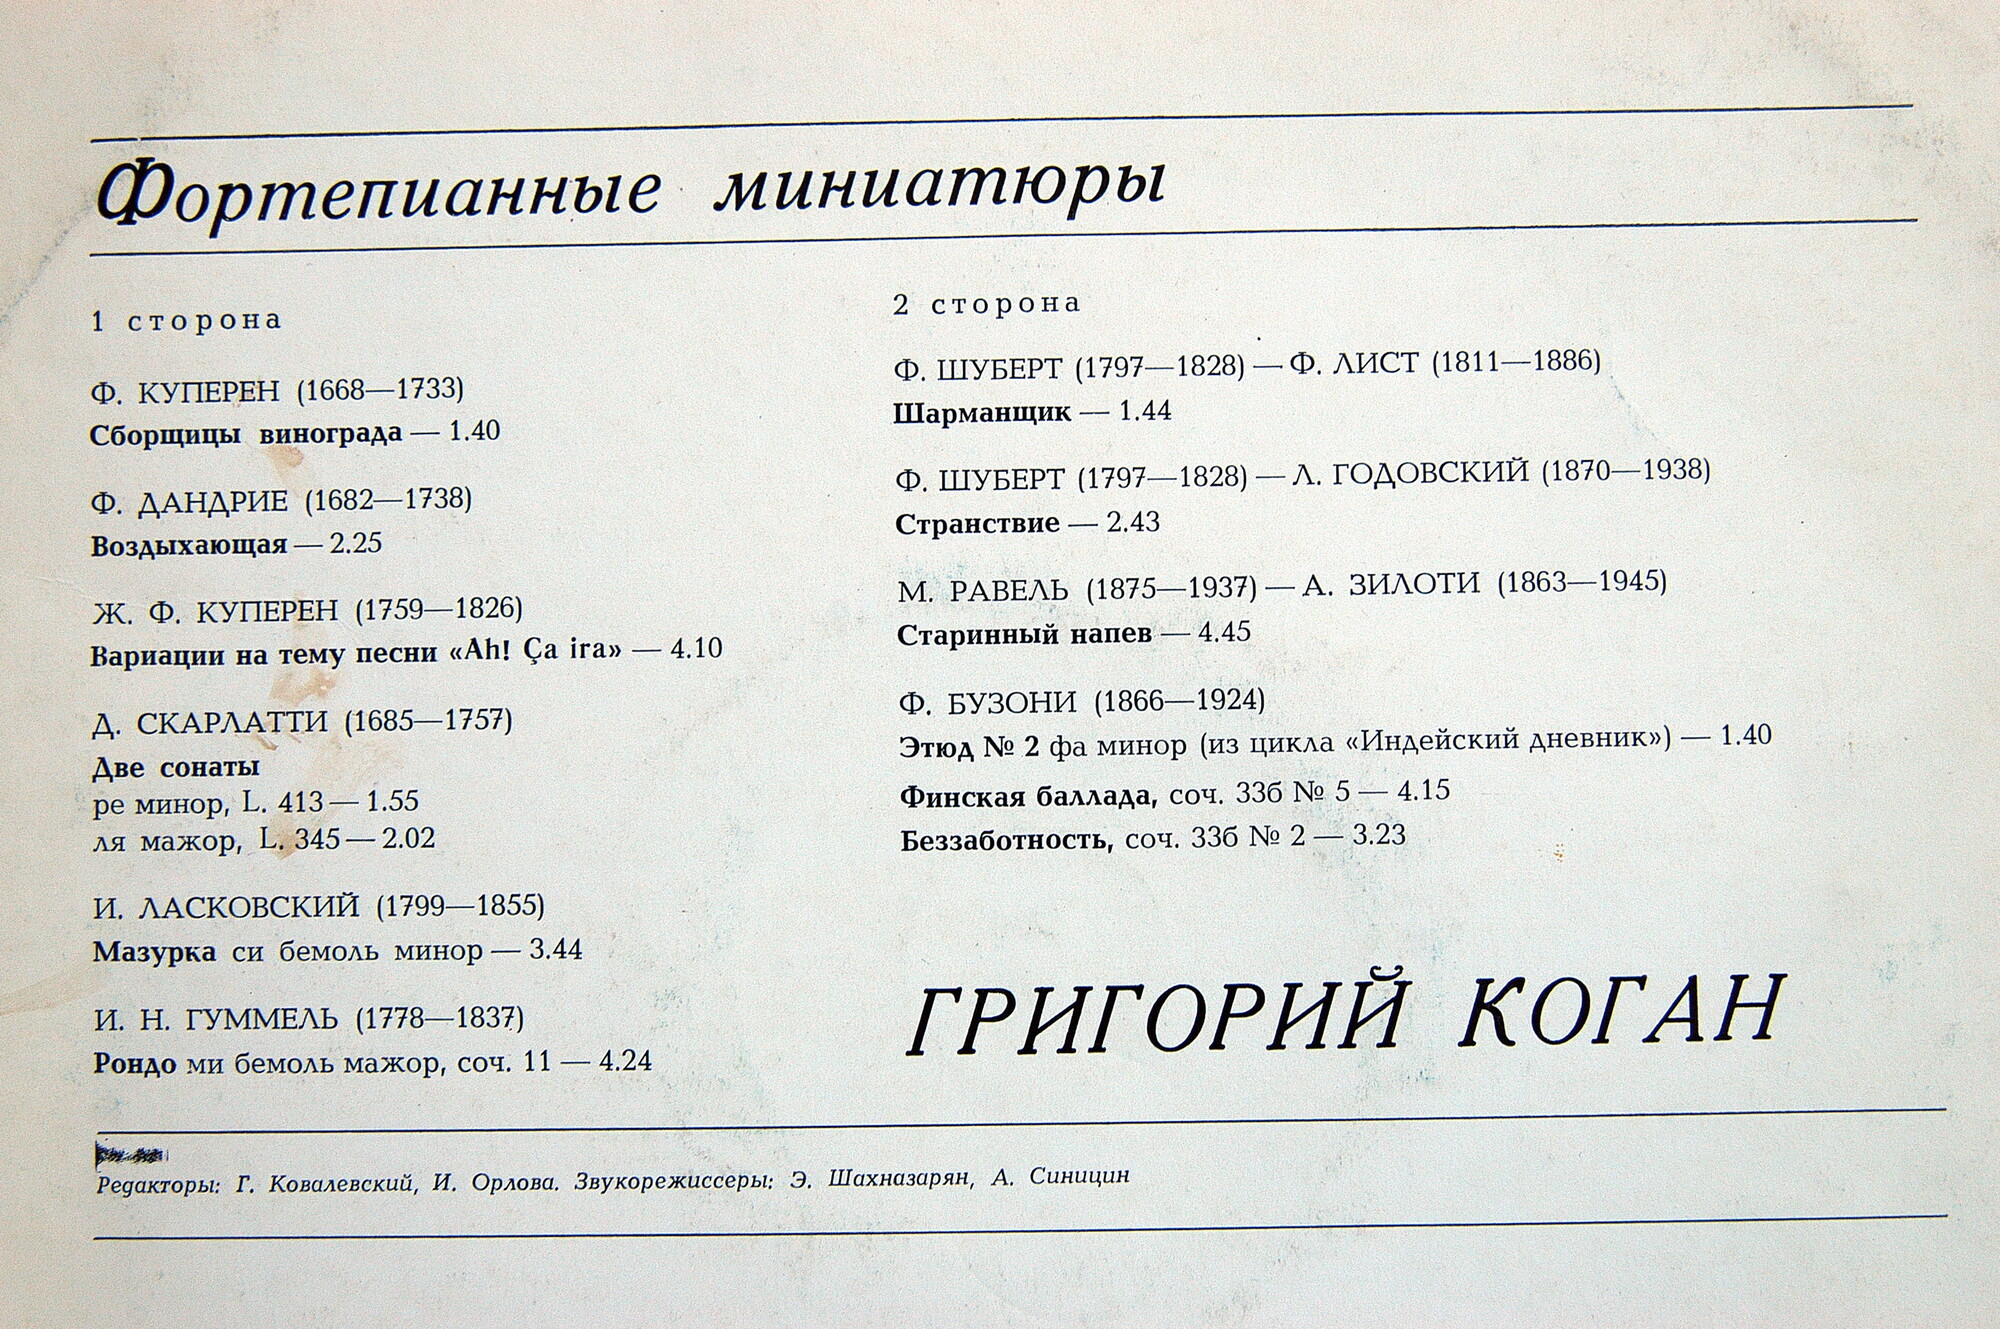 Фортепианные миниатюры
1 сторона
Ф. КУПЕРЕН (1668—1733)
Сборщицы винограда — 1.40
Ф. ДАНДРИЕ (1682—1738)
Воздыхающая — 2.25
Ж. Ф. КУПЕРЕН (1759—1826)
Вариации на тему песни «Ah! Ça ira» — 4.10
Д. СКАРЛАТТИ (1685—1757)
Две сонаты
ре минор, L. 413 — 1.55
ля мажор, L. 345 — 2.02
И. ЛАСКОВСКИЙ (1799—1855)
Мазурка си бемоль минор — 3.44
И. Н. ГУММЕЛЬ (1778—1837)
Рондо ми бемоль мажор, соч. 11 — 4.24
2 сторона
Ф. ШУБЕРТ (1797—1828) — Ф. ЛИСТ (1811—1886)
Шарманщик — 1.44
Ф. ШУБЕРТ (1797—1828) — Л. ГОДОВСКИЙ (1870—1938)
Странствие — 2.43
М. РАВЕЛЬ (1875—1937) — А. ЗИЛОТИ (1863—1945)
Старинный напев — 4.45
Ф. БУЗОНИ (1866—1924)
Этюд № 2 фа минор (из цикла «Индейский дневник») — 1.40
Финская баллада, соч. 33б № 5 — 4.15
Беззаботность, соч. 33б № 2 — 3.23
ГРИГОРИЙ КОГАН
Редакторы: Г. Ковалевский, И. Орлова. Звукорежиссеры: Э. Шахназарян, А. Синицин